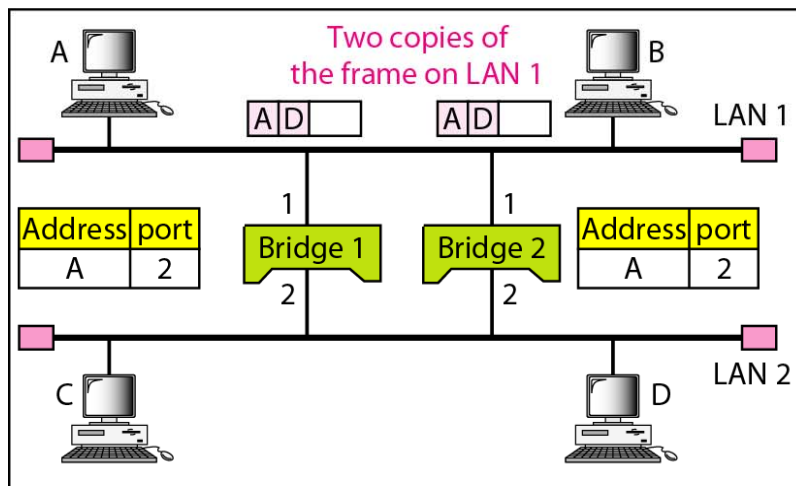 A
Two copies of
the frame on LAN 1
B
A D
A D
LAN 1
1
1
Address port
A 2
Bridge 1
Bridge 2
Address port
A 2
2
2
C
D
LAN 2